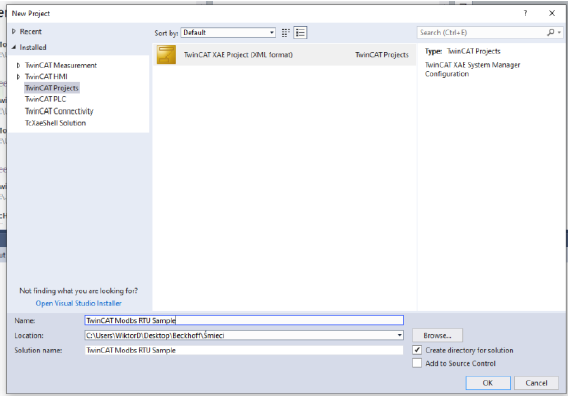 New Project
? ×
Recent
Installed
TwinCAT Measurement
TwinCAT HMI
TwinCAT Projects
TwinCAT PLC
TwinCAT Connectivity
TcXaeShell Solution
Not finding what you are looking for?
Open Visual Studio Installer
Sort by: Default
TwinCAT XAE Project (XML format) TwinCAT Projects
Search (Ctrl+E)
Type: TwinCAT Projects
TwinCAT XAE System Manager
Configuration
Name: TwinCAT Modbs RTU Sample
Location: C:\Users\WiktorD\Desktop\Beckhoff\Śmieci
Browse...
Solution name: TwinCAT Modbs RTU Sample
Create directory for solution
Add to Source Control
OK Cancel